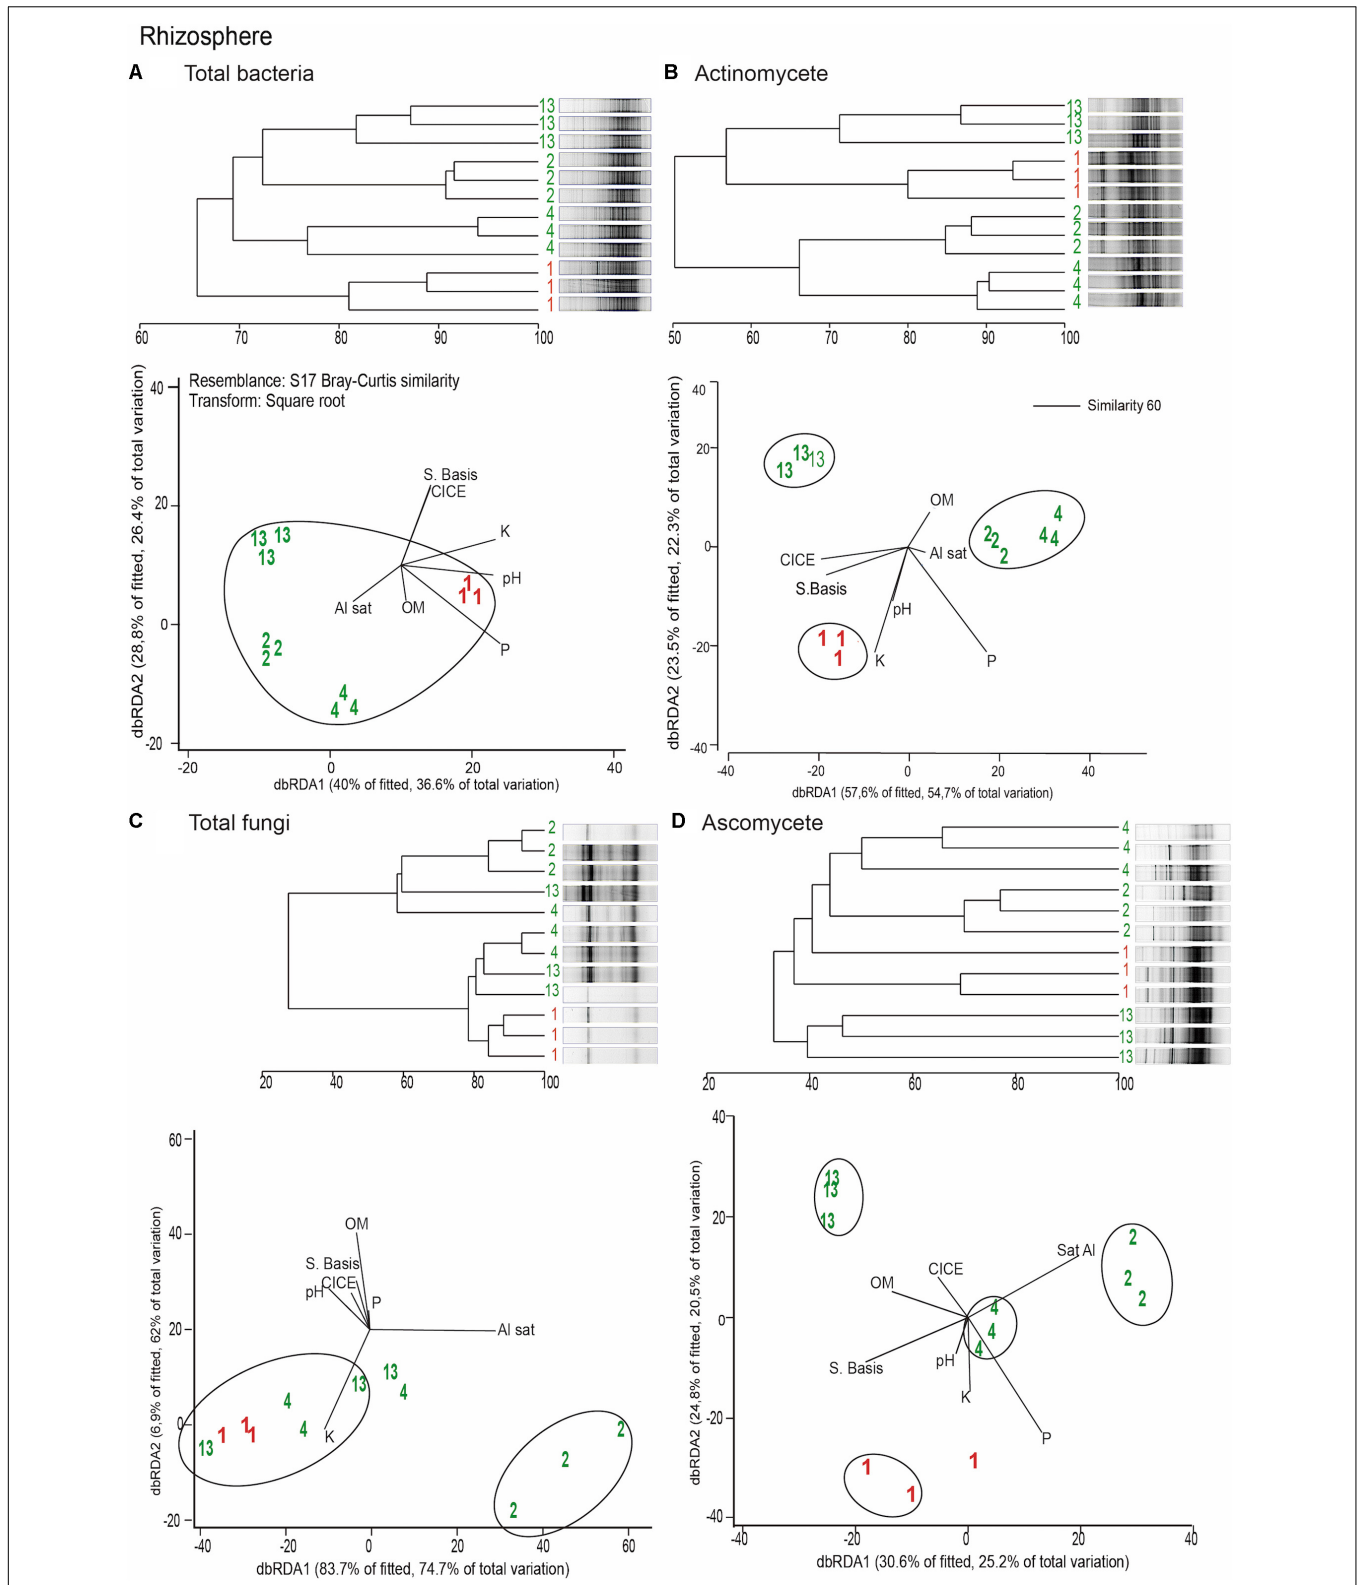 Rhizosphere
A Total bacteria
13
13
13
2
2
2
4
4
4
1
1
1
60 70 80 90 100
Resemblance: S17 Bray-Curtis similarity
Transform: Square root
dbRDA2 (28,8% of fitted, 26.4% of total variation)
40
20
0
-20
S. Basis
CICE
K
pH
Al sat
OM
P
13 13
13
1
1 1
2
2
2
4
4 4
-20 0 20 40
dbRDA1 (40% of fitted, 36.6% of total variation)
B Actinomycete
13
13
13
1
1
1
2
2
2
4
4
4
50 60 70 80 90 100
Similarity 60
dbRDA2 (23.5% of fitted, 22.3% of total variation)
40
20
0
-20
-40
13 13
13
OM
4
2
2
2
4 4
Al sat
CICE
S.Basis
pH
1 1
1
K
P
-40 -20 0 20 40
dbRDA1 (57,6% of fitted, 54,7% of total variation)
C Total fungi
2
2
2
13
4
4
4
13
13
1
1
1
20 40 60 80 100
dbRDA2 (6,9% of fitted, 62% of total variation)
60
40
20
0
-20
OM
S. Basis
CICE
pH
P
Al sat
13
13
4
4
4
1
1
1
13
K
2
2
2
-40 -20 0 20 40 60
dbRDA1 (83.7% of fitted, 74.7% of total variation)
D Ascomycete
4
4
4
2
2
2
1
1
1
13
13
13
20 40 60 80 100
dbRDA2 (24,8% of fitted, 20,5% of total variation)
40
20
0
-20
-40
13
13
13
2
2
2
Sat Al
CICE
OM
4
4
4
S. Basis
pH
K
P
1
1
1
-40 -20 0 20 40
dbRDA1 (30.6% of fitted, 25.2% of total variation)